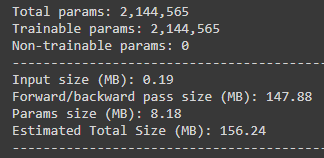 Total params: 2,144,565
Trainable params: 2,144,565
Non-trainable params: 0
----------------------------------------------------------------
Input size (MB): 0.19
Forward/backward pass size (MB): 147.88
Params size (MB): 8.18
Estimated Total Size (MB): 156.24
----------------------------------------------------------------